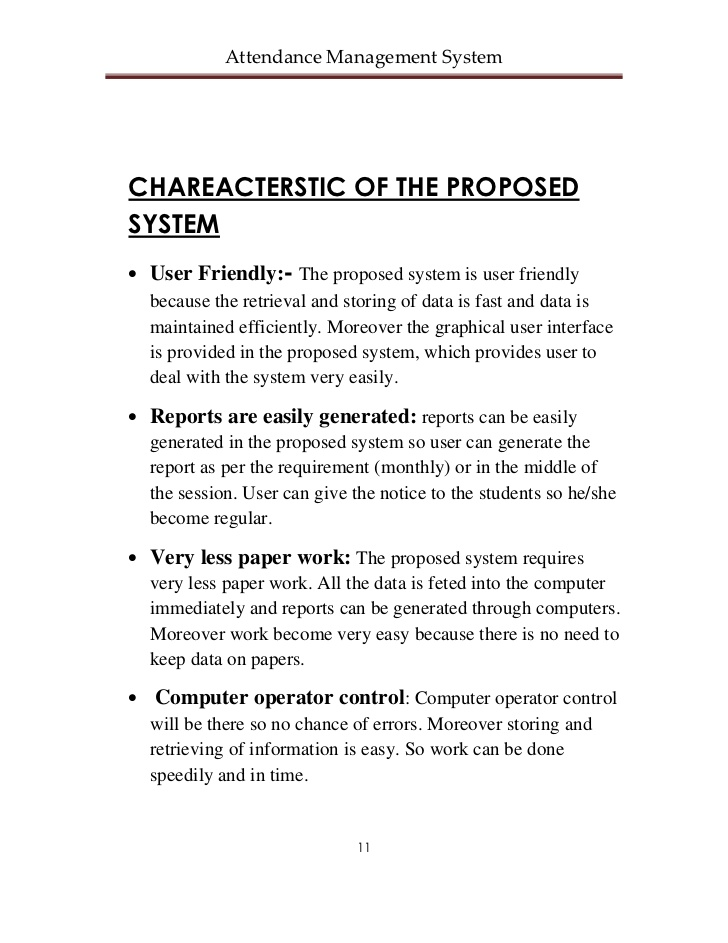 Attendance Management System
CHAREACTERSTIC OF THE PROPOSED
SYSTEM
• User Friendly:- The proposed system is user friendly
because the retrieval and storing of data is fast and data is
maintained efficiently. Moreover the graphical user interface
is provided in the proposed system, which provides user to
deal with the system very easily.
• Reports are easily generated: reports can be easily
generated in the proposed system so user can generate the
report as per the requirement (monthly) or in the middle of
the session. User can give the notice to the students so he/she
become regular.
• Very less paper work: The proposed system requires
very less paper work. All the data is feted into the computer
immediately and reports can be generated through computers.
Moreover work become very easy because there is no need to
keep data on papers.
• Computer operator control: Computer operator control
will be there so no chance of errors. Moreover storing and
retrieving of information is easy. So work can be done
speedily and in time.
11